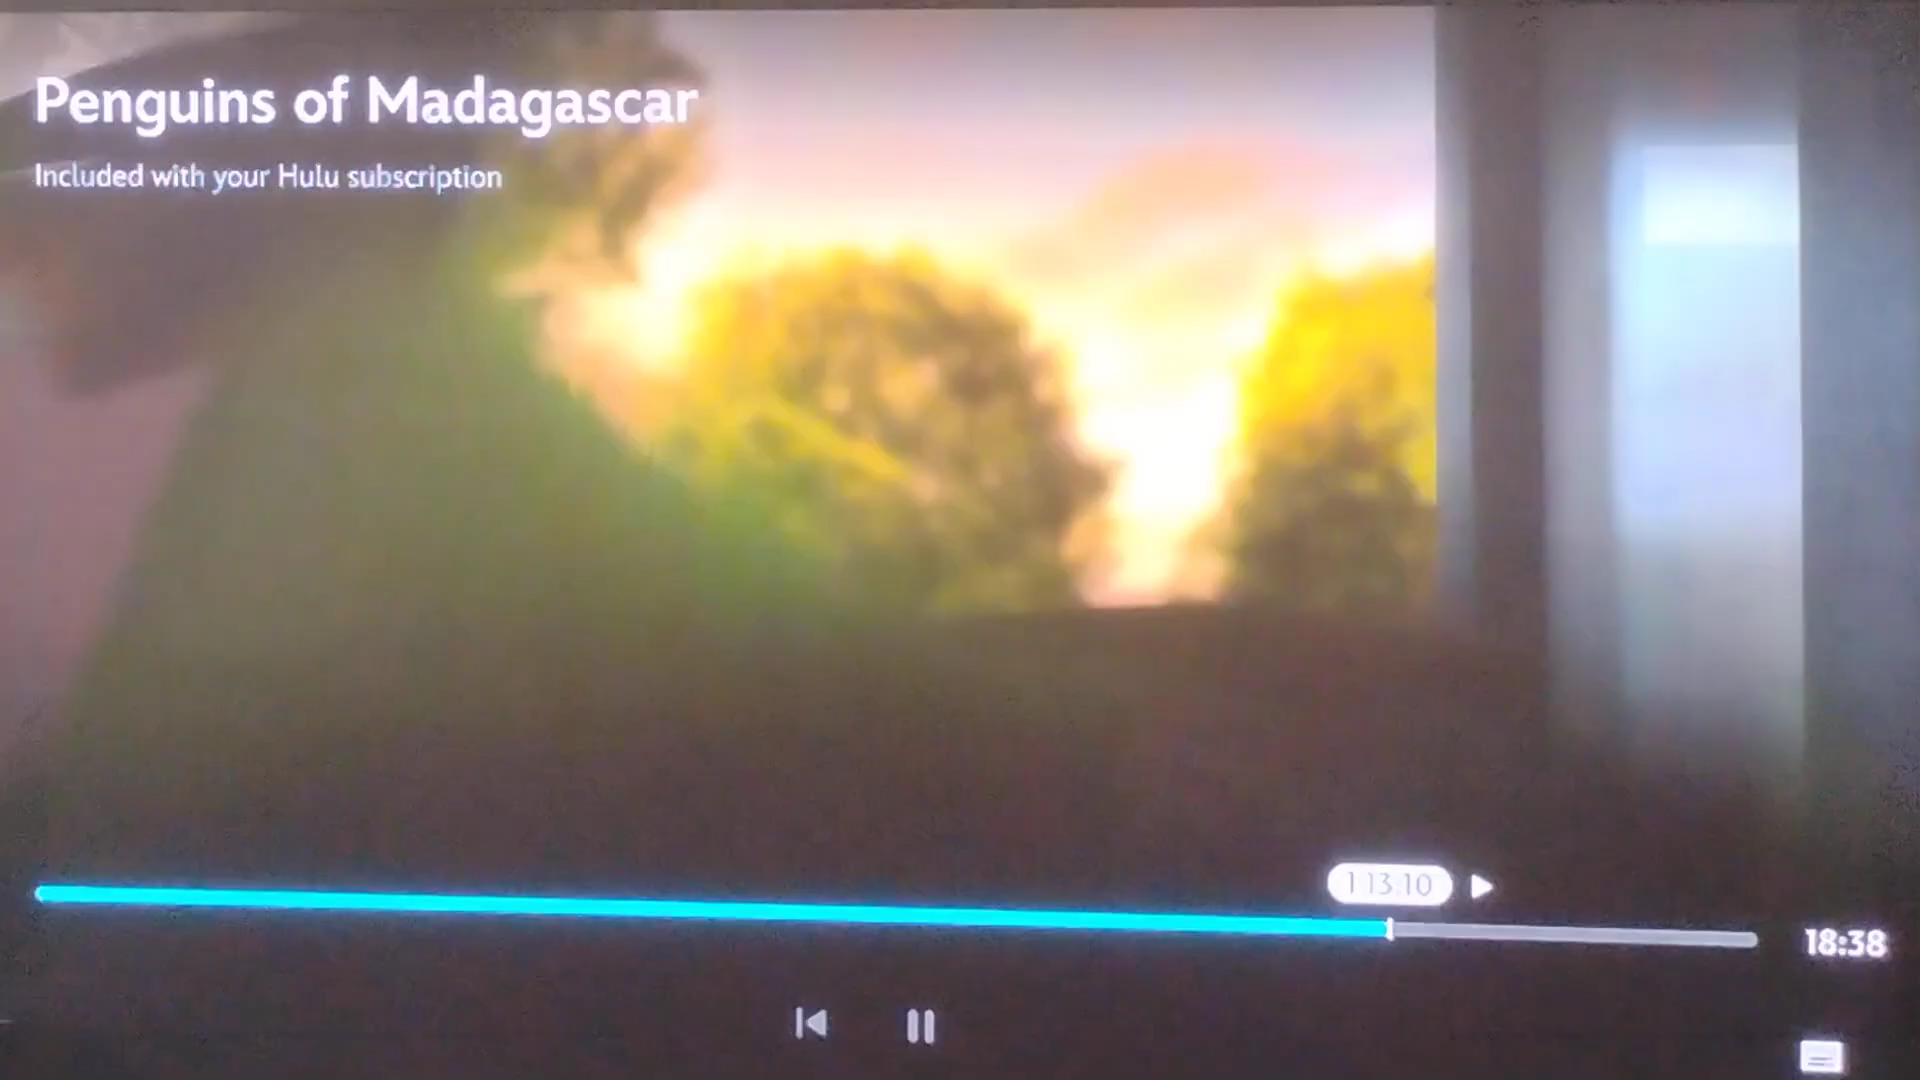 Penguins of Madagascar
Included with your Hulu subscription
1:13:10
18:38